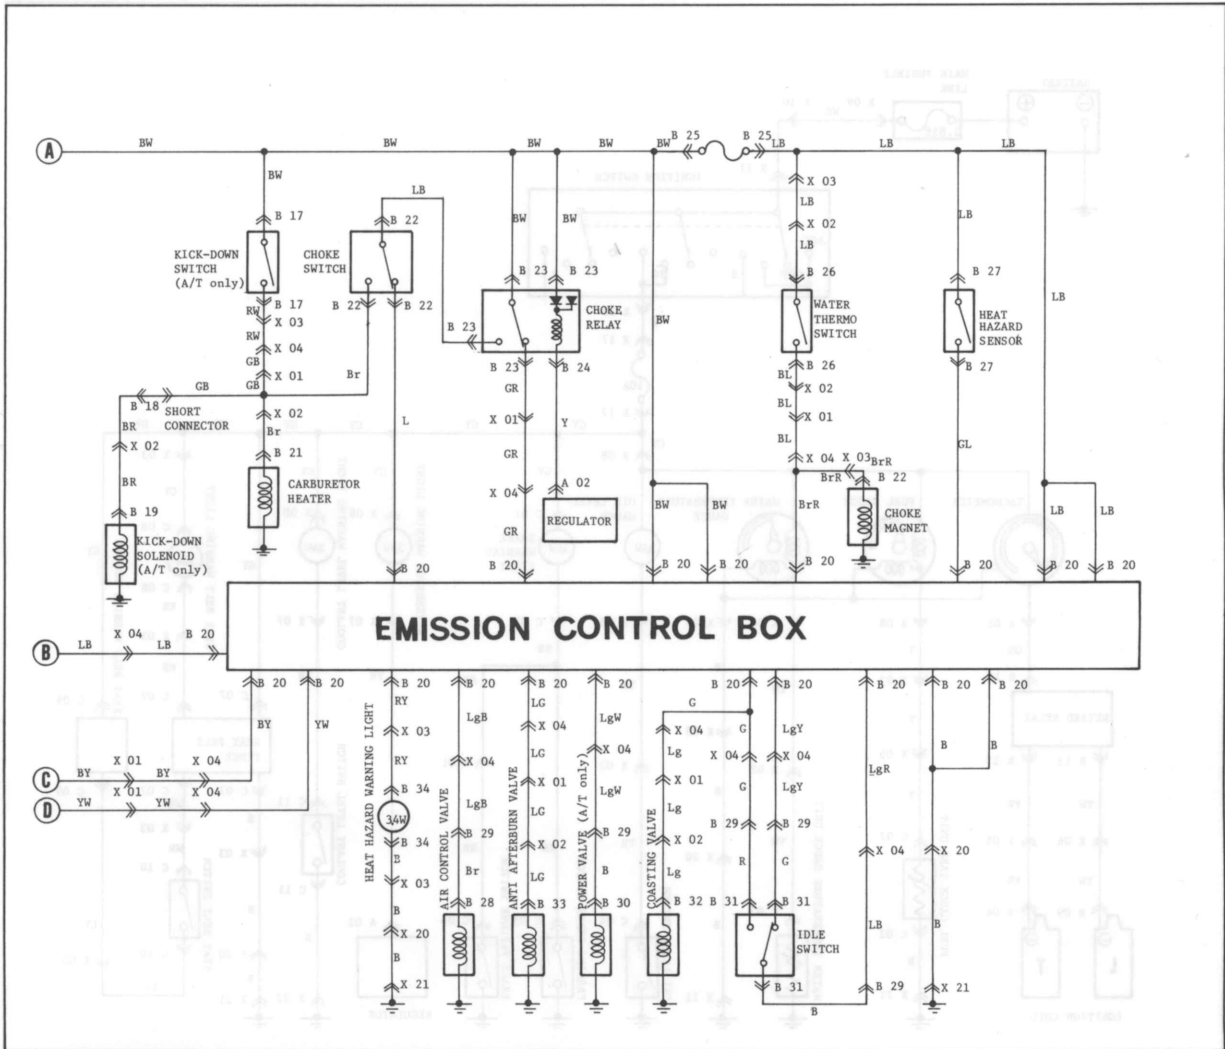 A BW BW BW BW BW B 25 B 25 LB LB LB
BW LB X 03
B 17 B 22 BW BW LB LB
X 02
LB
KICK-DOWN
SWITCH
(A/T only)
CHOKE
SWITCH
B 23 B 23 B 26 B 27
B 17 B 22 B 22
RW X 03
RW X 04
GB X 01
GB
B 23
CHOKE
RELAY
BW
WATER
THERMO
SWITCH
HEAT
HAZARD
SENSOR
LB
B 23 B 24 B 26 B 27
Br GR BL X 02
GB
B 18
SHORT
CONNECTOR
X 02
Br
L
X 01
GR
Y
BL X 01
BL
GL
BR
X 02
BR
B 21
CARBURETOR
HEATER
X 04
GR
A 02
REGULATOR
X 04 X 03 BrR
BrR B 22
BrR
CHOKE
MAGNET
BW BW
LB LB
B 19
KICK-DOWN
SOLENOID
(A/T only)
B 20 B 20 B 20 B 20 B 20 B 20 B 20 B 20
EMISSION CONTROL BOX
B LB X 04 LB B 20
B 20 B 20 B 20 B 20 B 20 B 20 B 20 B 20 B 20 B 20 B 20
BY YW
RY
X 03
RY
B 34
3.4W
B 34
B
X 03
B
X 20
B
X 21
HEAT HAZARD WARNING LIGHT
C BY X 01 BY X 04
D YW X 01 YW X 04
LgB
X 04
LgB
B 29
Br
B 28
AIR CONTROL VALVE
LG
X 04
LG
X 01
LG
X 02
LG
B 33
ANTI AFTERBURN VALVE
LgW
X 04
LgW
B 29
B
B 30
POWER VALVE (A/T only)
G
X 04
Lg
X 01
Lg
X 02
Lg
B 32
COASTING VALVE
G LgY
X 04 X 04
G LgY
B 29 B 29
R G
B 31 B 31
IDLE
SWITCH
B 31
B
LgR
X 04
LB
B 29
B B
X 20
B
X 21